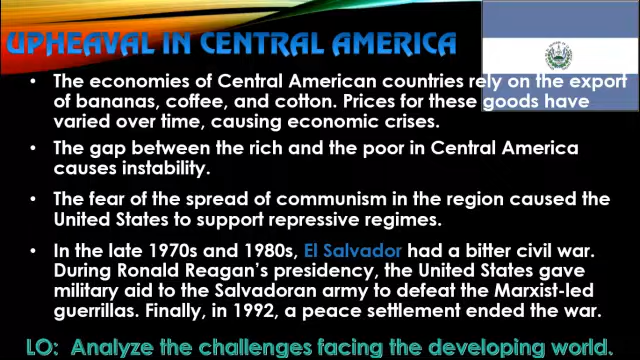 UPHEAVAL IN CENTRAL AMERICA
• The economies of Central American countries rely on the export
of bananas, coffee, and cotton. Prices for these goods have
varied over time, causing economic crises.
• The gap between the rich and the poor in Central America
causes instability.
• The fear of the spread of communism in the region caused the
United States to support repressive regimes.
• In the late 1970s and 1980s, El Salvador had a bitter civil war.
During Ronald Reagan's presidency, the United States gave
military aid to the Salvadoran army to defeat the Marxist-led
guerrillas. Finally, in 1992, a peace settlement ended the war.
LO: Analyze the challenges facing the developing world.